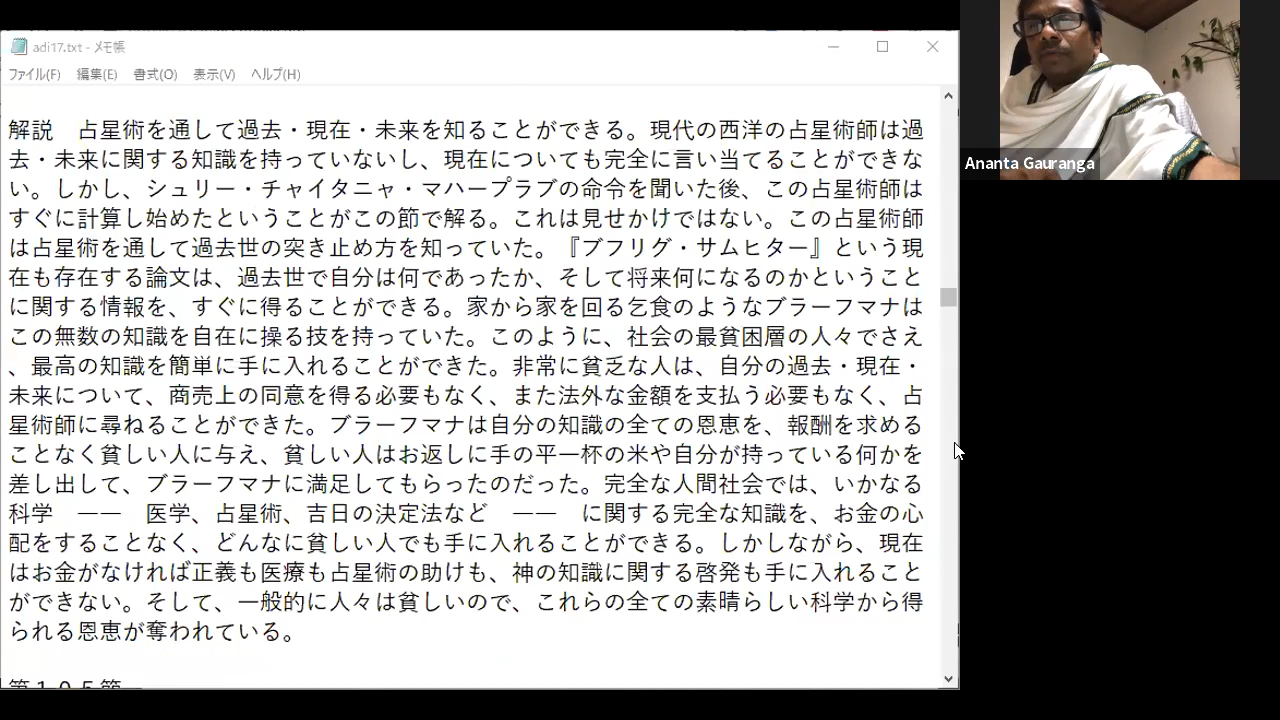 adi17.txt - メモ帳
ファイル(F) 編集(E) 書式(O) 表示(V) ヘルプ(H)
解説　占星術を通して過去・現在・未来を知ることができる。現代の西洋の占星術師は過
去・未来に関する知識を持っていないし、現在についても完全に言い当てることができな
い。しかし、シュリー・チャイタニャ・マハープラブの命令を聞いた後、この占星術師は
すぐに計算し始めたということがこの節で解る。これは見せかけではない。この占星術師
は占星術を通して過去世の突き止め方を知っていた。『ブフリグ・サムヒター』という現
在も存在する論文は、過去世で自分は何であったか、そして将来何になるのかということ
に関する情報を、すぐに得ることができる。家から家を回る乞食のようなブラーフマナは
この無数の知識を自在に操る技を持っていた。このように、社会の最貧困層の人々でさえ
、最高の知識を簡単に手に入れることができた。非常に貧乏な人は、自分の過去・現在・
未来について、商売上の同意を得る必要もなく、また法外な金額を支払う必要もなく、占
星術師に尋ねることができた。ブラーフマナは自分の知識の全ての恩恵を、報酬を求める
ことなく貧しい人に与え、貧しい人はお返しに手の平一杯の米や自分が持っている何かを
差し出して、ブラーフマナに満足してもらったのだった。完全な人間社会では、いかなる
科学　――　医学、占星術、吉日の決定法など　――　に関する完全な知識を、お金の心
配をすることなく、どんなに貧しい人でも手に入れることができる。しかしながら、現在
はお金がなければ正義も医療も占星術の助けも、神の知識に関する啓発も手に入れること
ができない。そして、一般的に人々は貧しいので、これらの全ての素晴らしい科学から得
られる恩恵が奪われている。
第１０５節
Ananta Gauranga